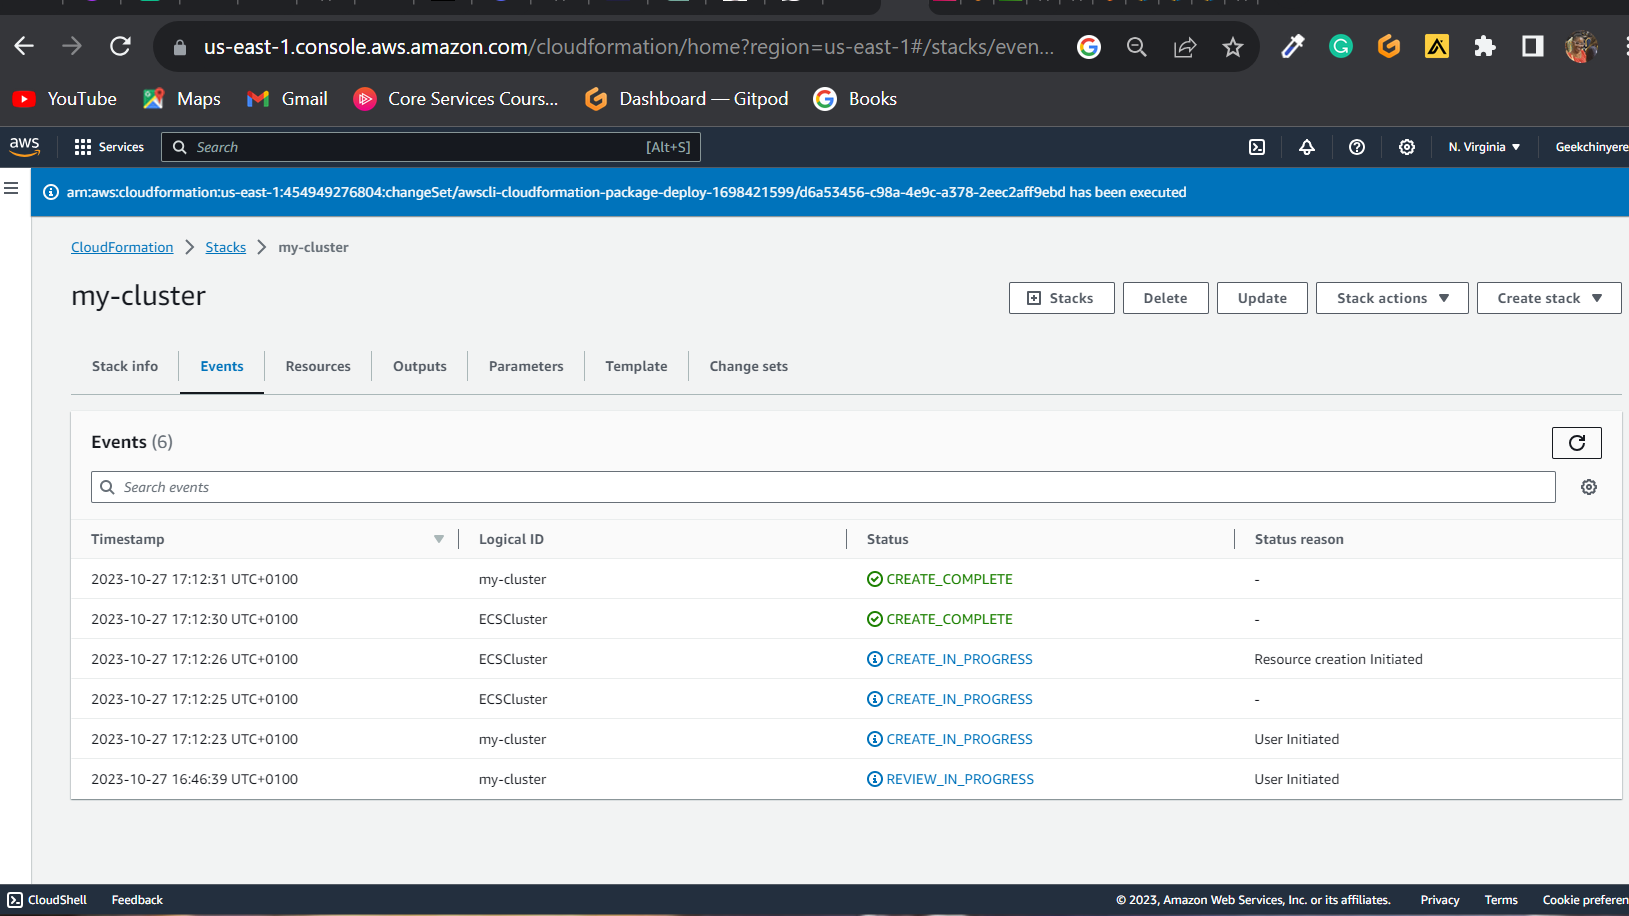 us-east-1.console.aws.amazon.com/cloudformation/home?region=us-east-1#/stacks/even...
YouTube Maps Gmail Core Services Cours... Dashboard — Gitpod Books
aws Services Search [Alt+S] N. Virginia Geekchinyere
arn:aws:cloudformation:us-east-1:454949276804:changeSet/awscli-cloudformation-package-deploy-1698421599/d6a53456-c98a-4e9c-a378-2eec2aff9ebd has been executed
CloudFormation Stacks my-cluster
my-cluster
Stacks Delete Update Stack actions Create stack
Stack info Events Resources Outputs Parameters Template Change sets
Events (6)
Search events
Timestamp Logical ID Status Status reason
2023-10-27 17:12:31 UTC+0100 my-cluster CREATE_COMPLETE -
2023-10-27 17:12:30 UTC+0100 ECSCluster CREATE_COMPLETE -
2023-10-27 17:12:26 UTC+0100 ECSCluster CREATE_IN_PROGRESS Resource creation Initiated
2023-10-27 17:12:25 UTC+0100 ECSCluster CREATE_IN_PROGRESS -
2023-10-27 17:12:23 UTC+0100 my-cluster CREATE_IN_PROGRESS User Initiated
2023-10-27 16:46:39 UTC+0100 my-cluster REVIEW_IN_PROGRESS User Initiated
CloudShell Feedback © 2023, Amazon Web Services, Inc. or its affiliates. Privacy Terms Cookie preferen